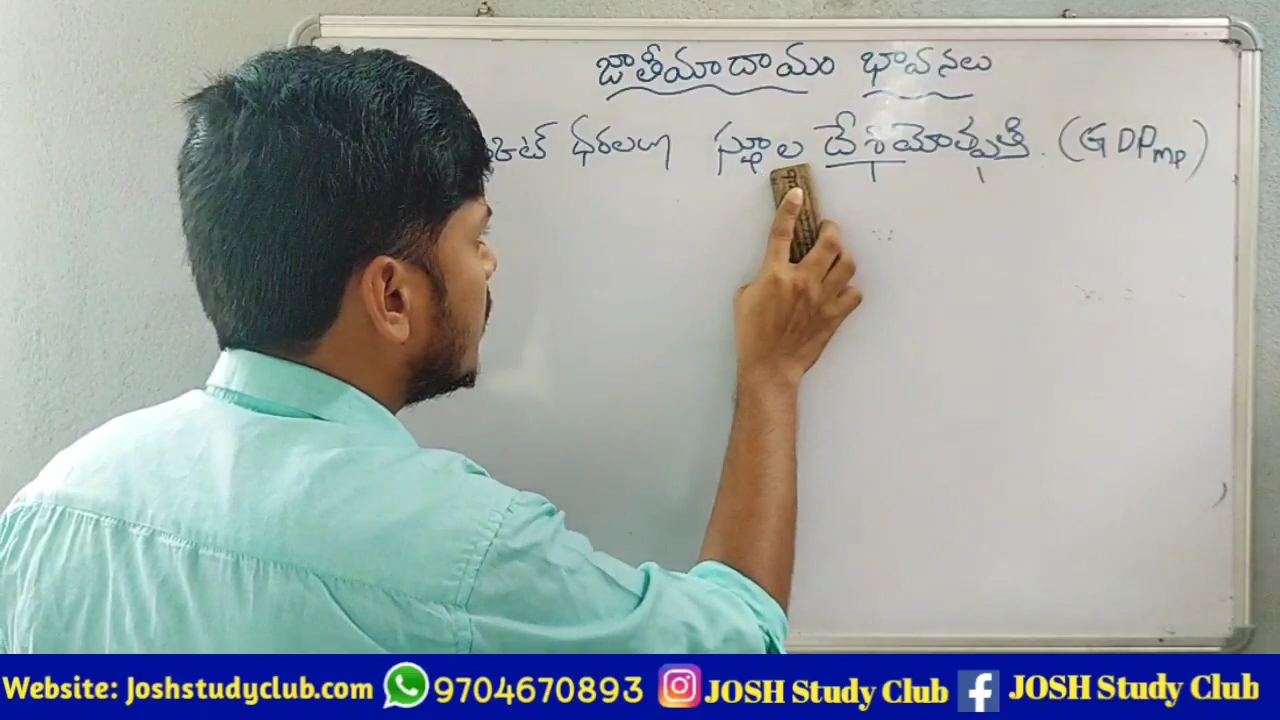 జాతీయాదాయం భావనలు
ధరలలో స్థూల దేశీయోత్పత్తి. (GDPmp)
Website: Joshstudyclub.com 9704670893 JOSH Study Club JOSH Study Club